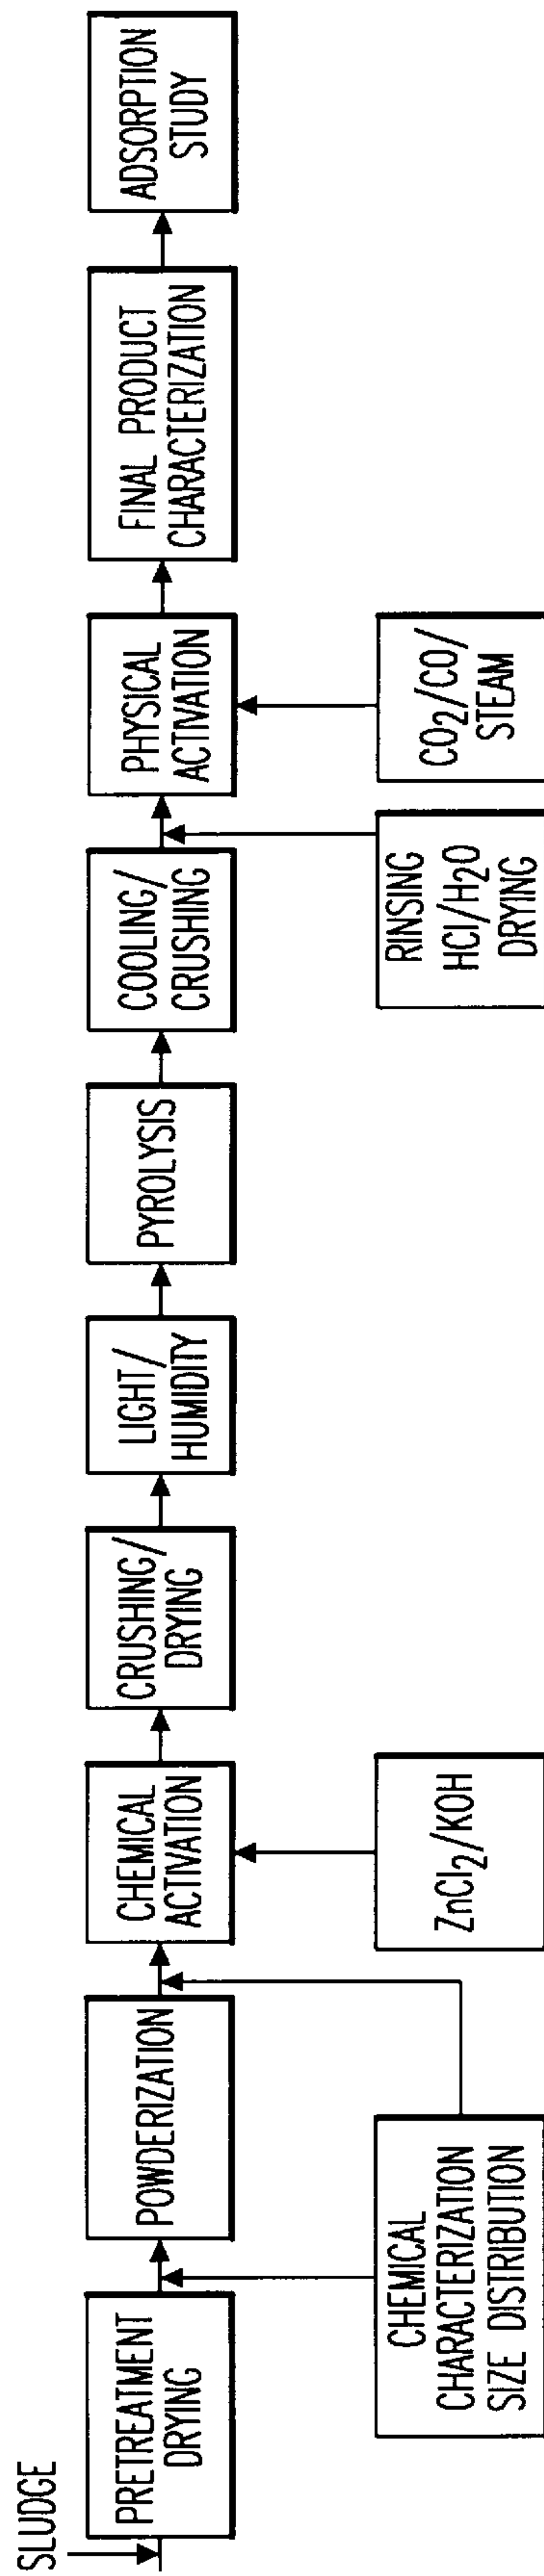 SLUDGE
PRETREATMENT
DRYING
POWDERIZATION
CHEMICAL
ACTIVATION
CRUSHING/
DRYING
LIGHT/
HUMIDITY
PYROLYSIS
COOLING/
CRUSHING
PHYSICAL
ACTIVATION
FINAL PRODUCT
CHARACTERIZATION
ADSORPTION
STUDY
CHEMICAL
CHARACTERIZATION
SIZE DISTRIBUTION
ZnCl2/KOH
RINSING
HCl/H2O
DRYING
CO2/CO/
STEAM